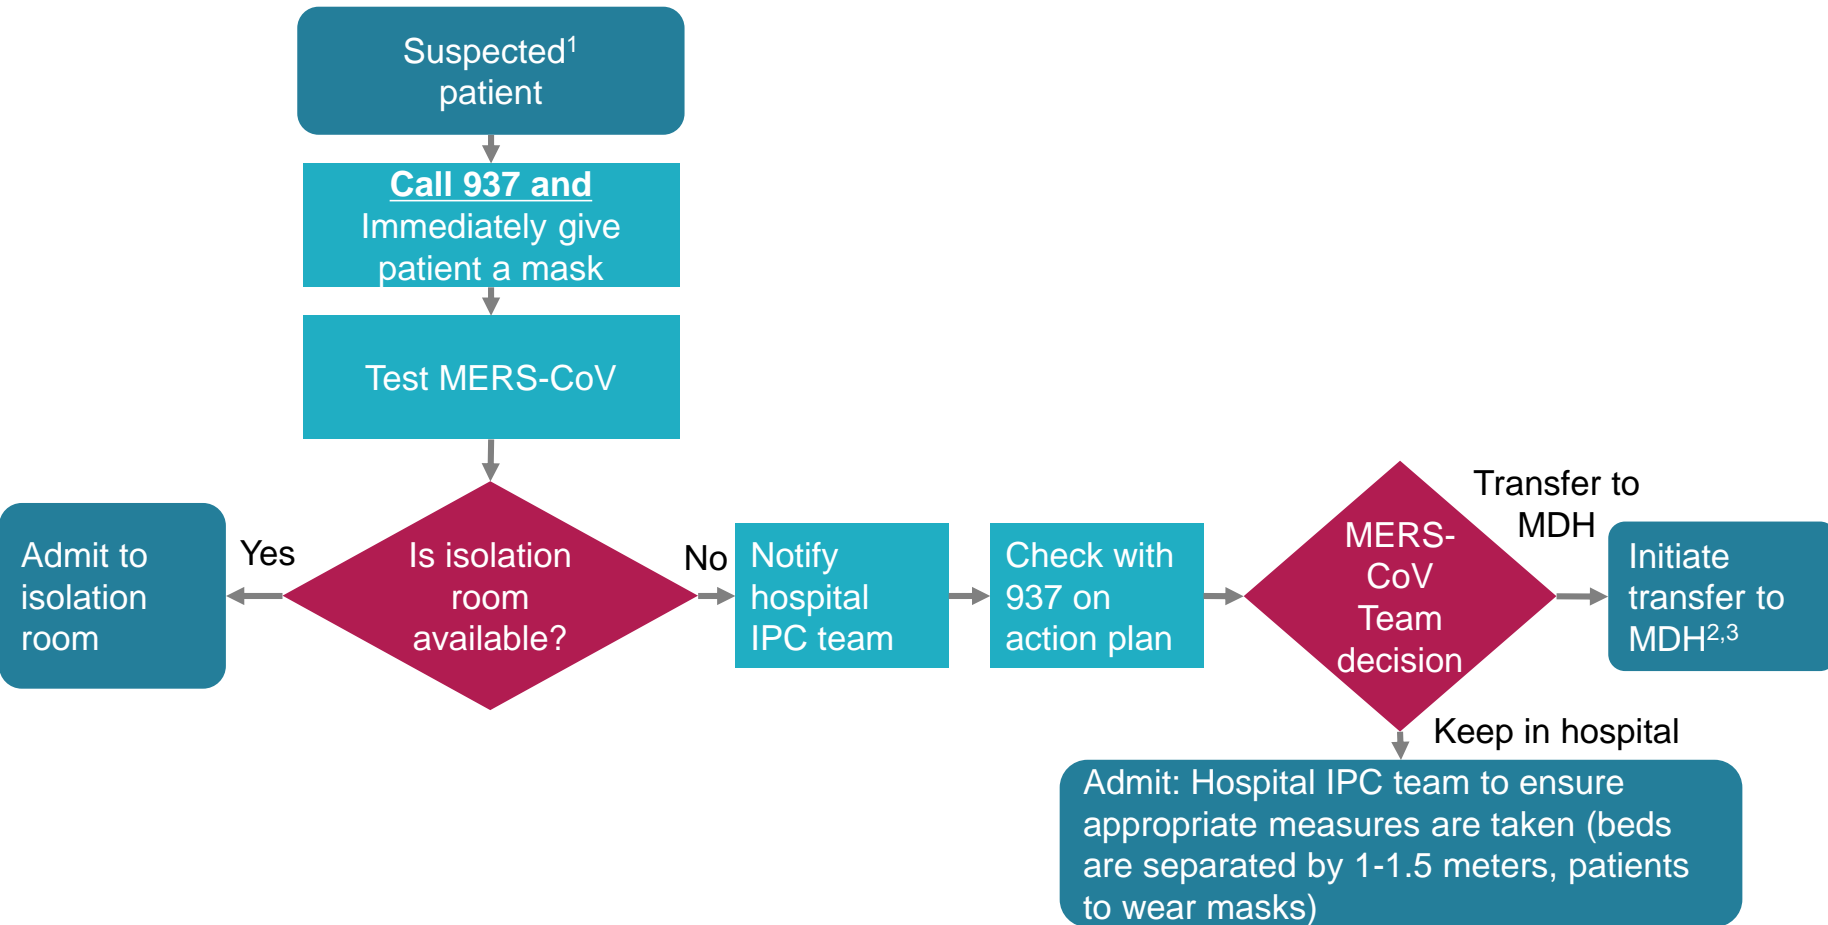 Suspected1
patient
Call 937 and
Immediately give
patient a mask
Test MERS-CoV
Is isolation
room
available?
Yes
Admit to
isolation
room
No
Notify
hospital
IPC team
Check with
937 on
action plan
MERS-
CoV
Team
decision
Transfer to
MDH
Initiate
transfer to
MDH2,3
Keep in hospital
Admit: Hospital IPC team to ensure
appropriate measures are taken (beds
are separated by 1-1.5 meters, patients
to wear masks)